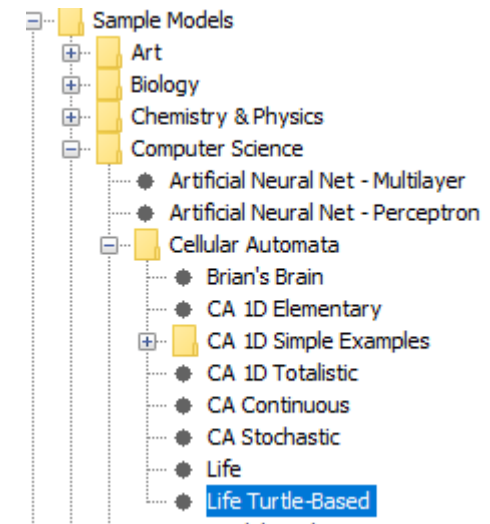 Sample Models
Art
Biology
Chemistry & Physics
Computer Science
Artificial Neural Net - Multilayer
Artificial Neural Net - Perceptron
Cellular Automata
Brian's Brain
CA 1D Elementary
CA 1D Simple Examples
CA 1D Totalistic
CA Continuous
CA Stochastic
Life
Life Turtle-Based